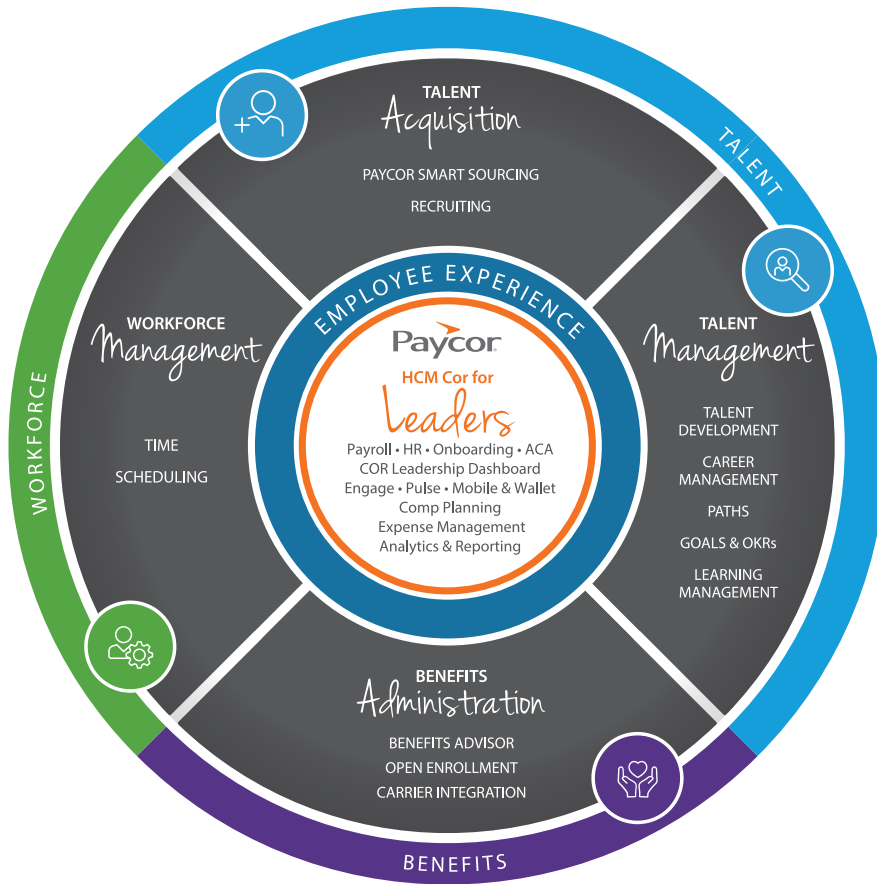 TALENT
Acquisition
PAYCOR SMART SOURCING
RECRUITING
TALENT
WORKFORCE
Management
TIME
SCHEDULING
WORKFORCE
EMPLOYEE EXPERIENCE
Paycor
HCM Cor for
Leaders
Payroll • HR • Onboarding • ACA
COR Leadership Dashboard
Engage • Pulse • Mobile & Wallet
Comp Planning
Expense Management
Analytics & Reporting
TALENT
Management
TALENT
DEVELOPMENT
CAREER
MANAGEMENT
PATHS
GOALS & OKRs
LEARNING
MANAGEMENT
BENEFITS
Administration
BENEFITS ADVISOR
OPEN ENROLLMENT
CARRIER INTEGRATION
BENEFITS